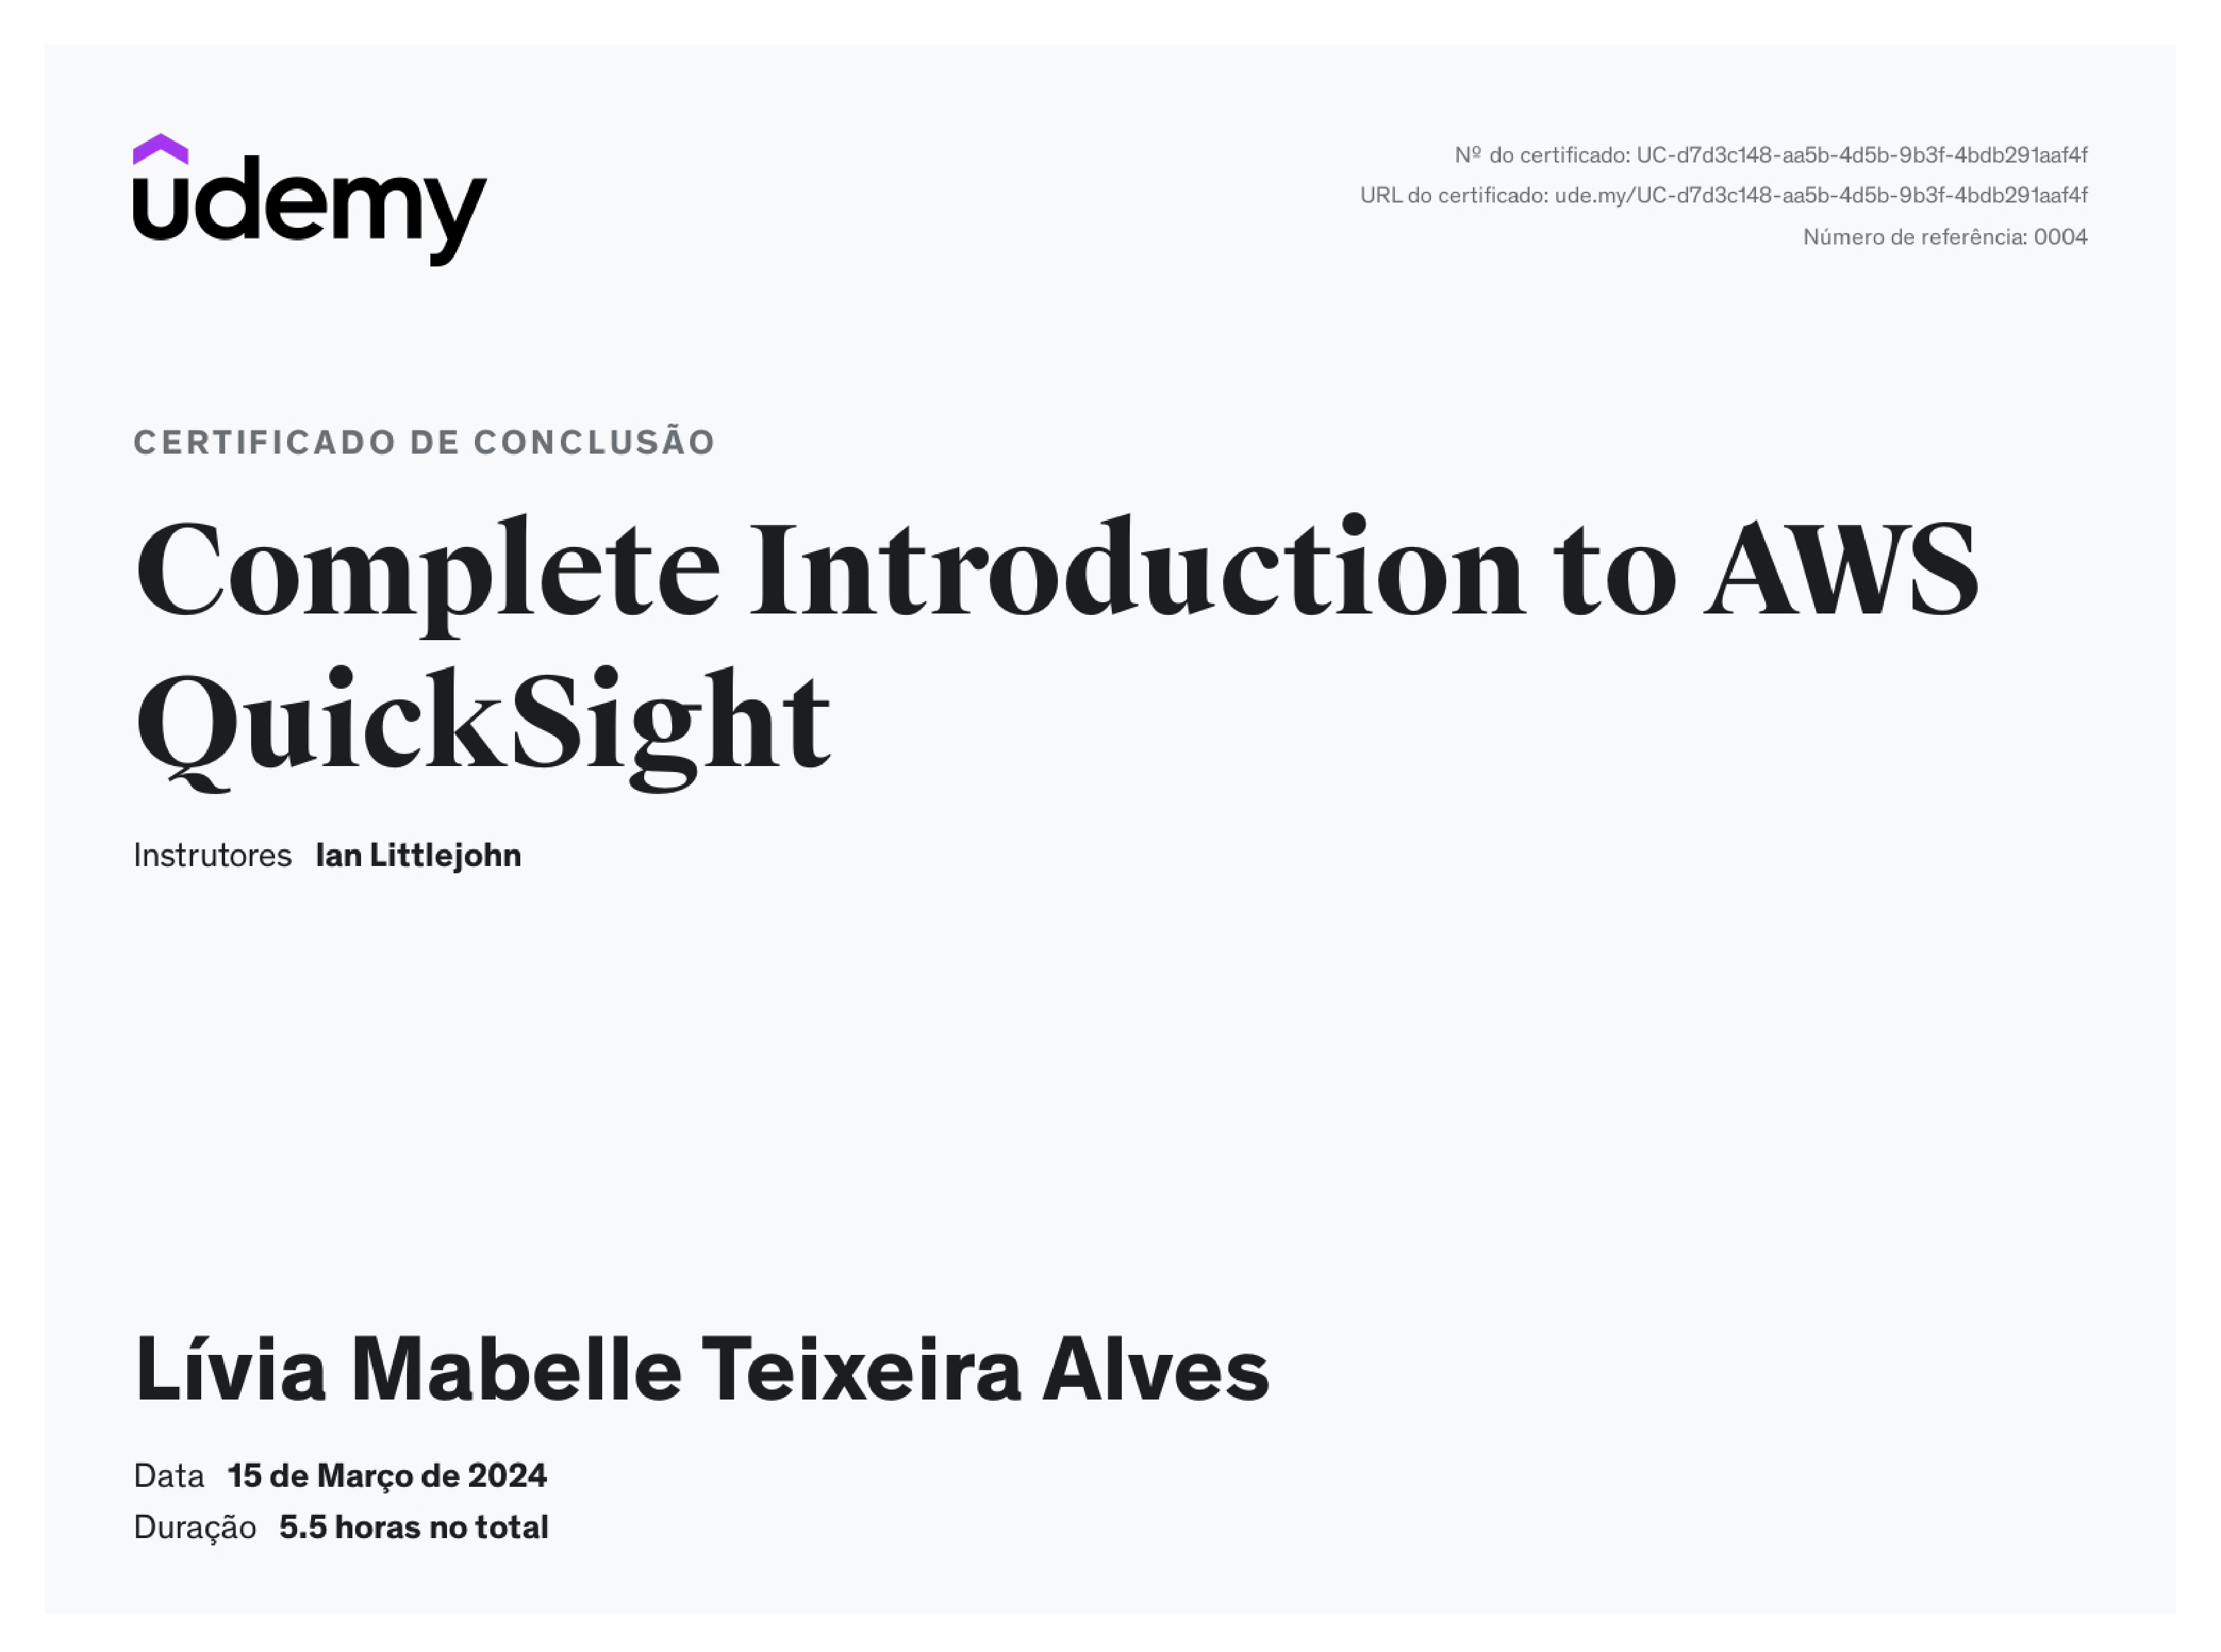 udemy
Nº do certificado: UC-d7d3c148-aa5b-4d5b-9b3f-4bdb291aaf4f
URL do certificado: ude.my/UC-d7d3c148-aa5b-4d5b-9b3f-4bdb291aaf4f
Número de referência: 0004
CERTIFICADO DE CONCLUSÃO
Complete Introduction to AWS
QuickSight
Instrutores Ian Littlejohn
Lívia Mabelle Teixeira Alves
Data 15 de Março de 2024
Duração 5.5 horas no total